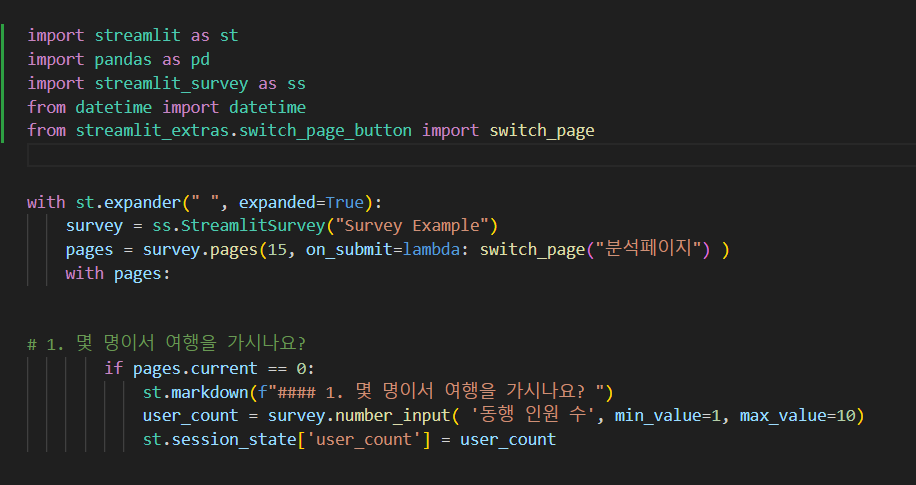 import streamlit as st
import pandas as pd
import streamlit_survey as ss
from datetime import datetime
from streamlit_extras.switch_page_button import switch_page
with st.expander(" ", expanded=True):
    survey = ss.StreamlitSurvey("Survey Example")
    pages = survey.pages(15, on_submit=lambda: switch_page("분석페이지") )
    with pages:
# 1. 몇 명이서 여행을 가시나요?
        if pages.current == 0:
            st.markdown(f"#### 1. 몇 명이서 여행을 가시나요? ")
            user_count = survey.number_input( '동행 인원 수', min_value=1, max_value=10)
            st.session_state['user_count'] = user_count